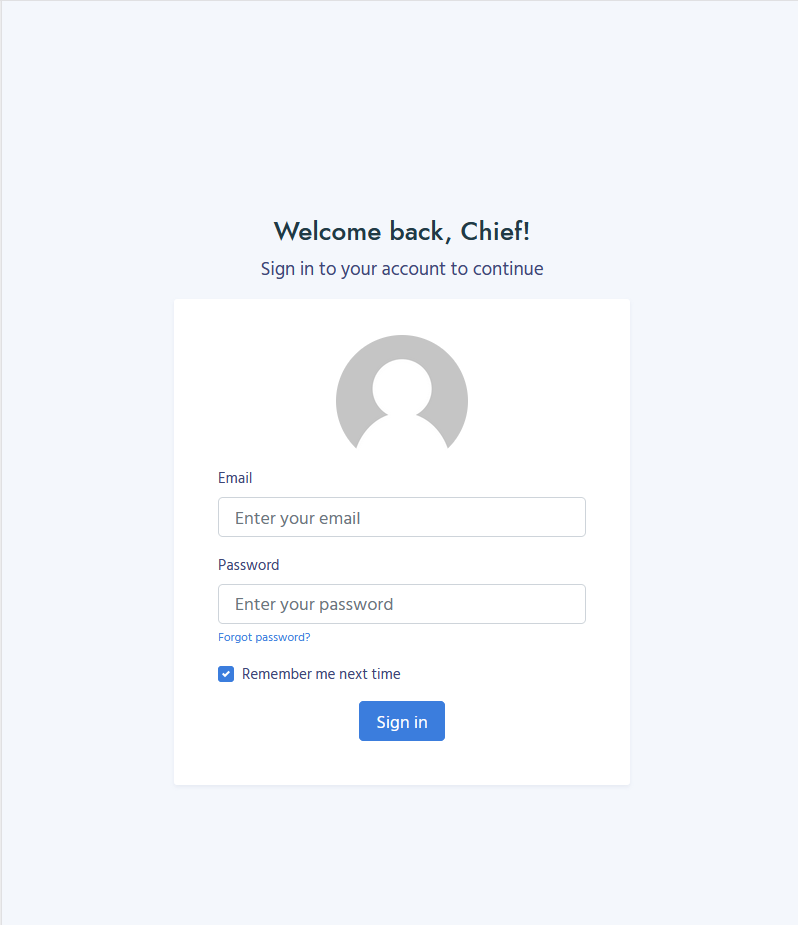 Welcome back, Chief!
Sign in to your account to continue
Email
Enter your email
Password
Enter your password
Forgot password?
Remember me next time
Sign in